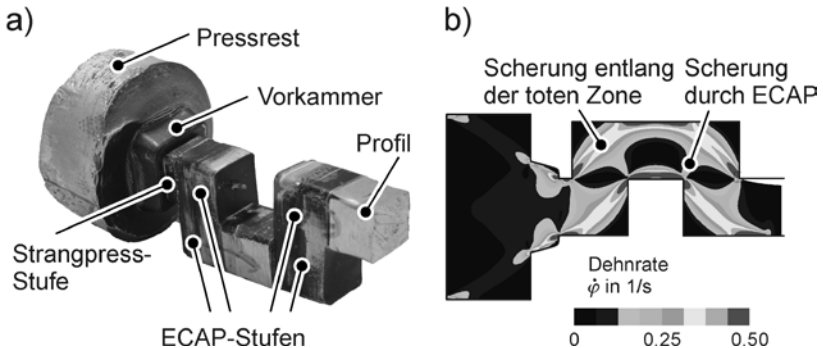 a)
Pressrest
Vorkammer
Profil
Strangpress-
Stufe
ECAP-Stufen
b)
Scherung entlang
der toten Zone
Scherung
durch ECAP
Dehnrate
φ̇ in 1/s
0 0.25 0.50